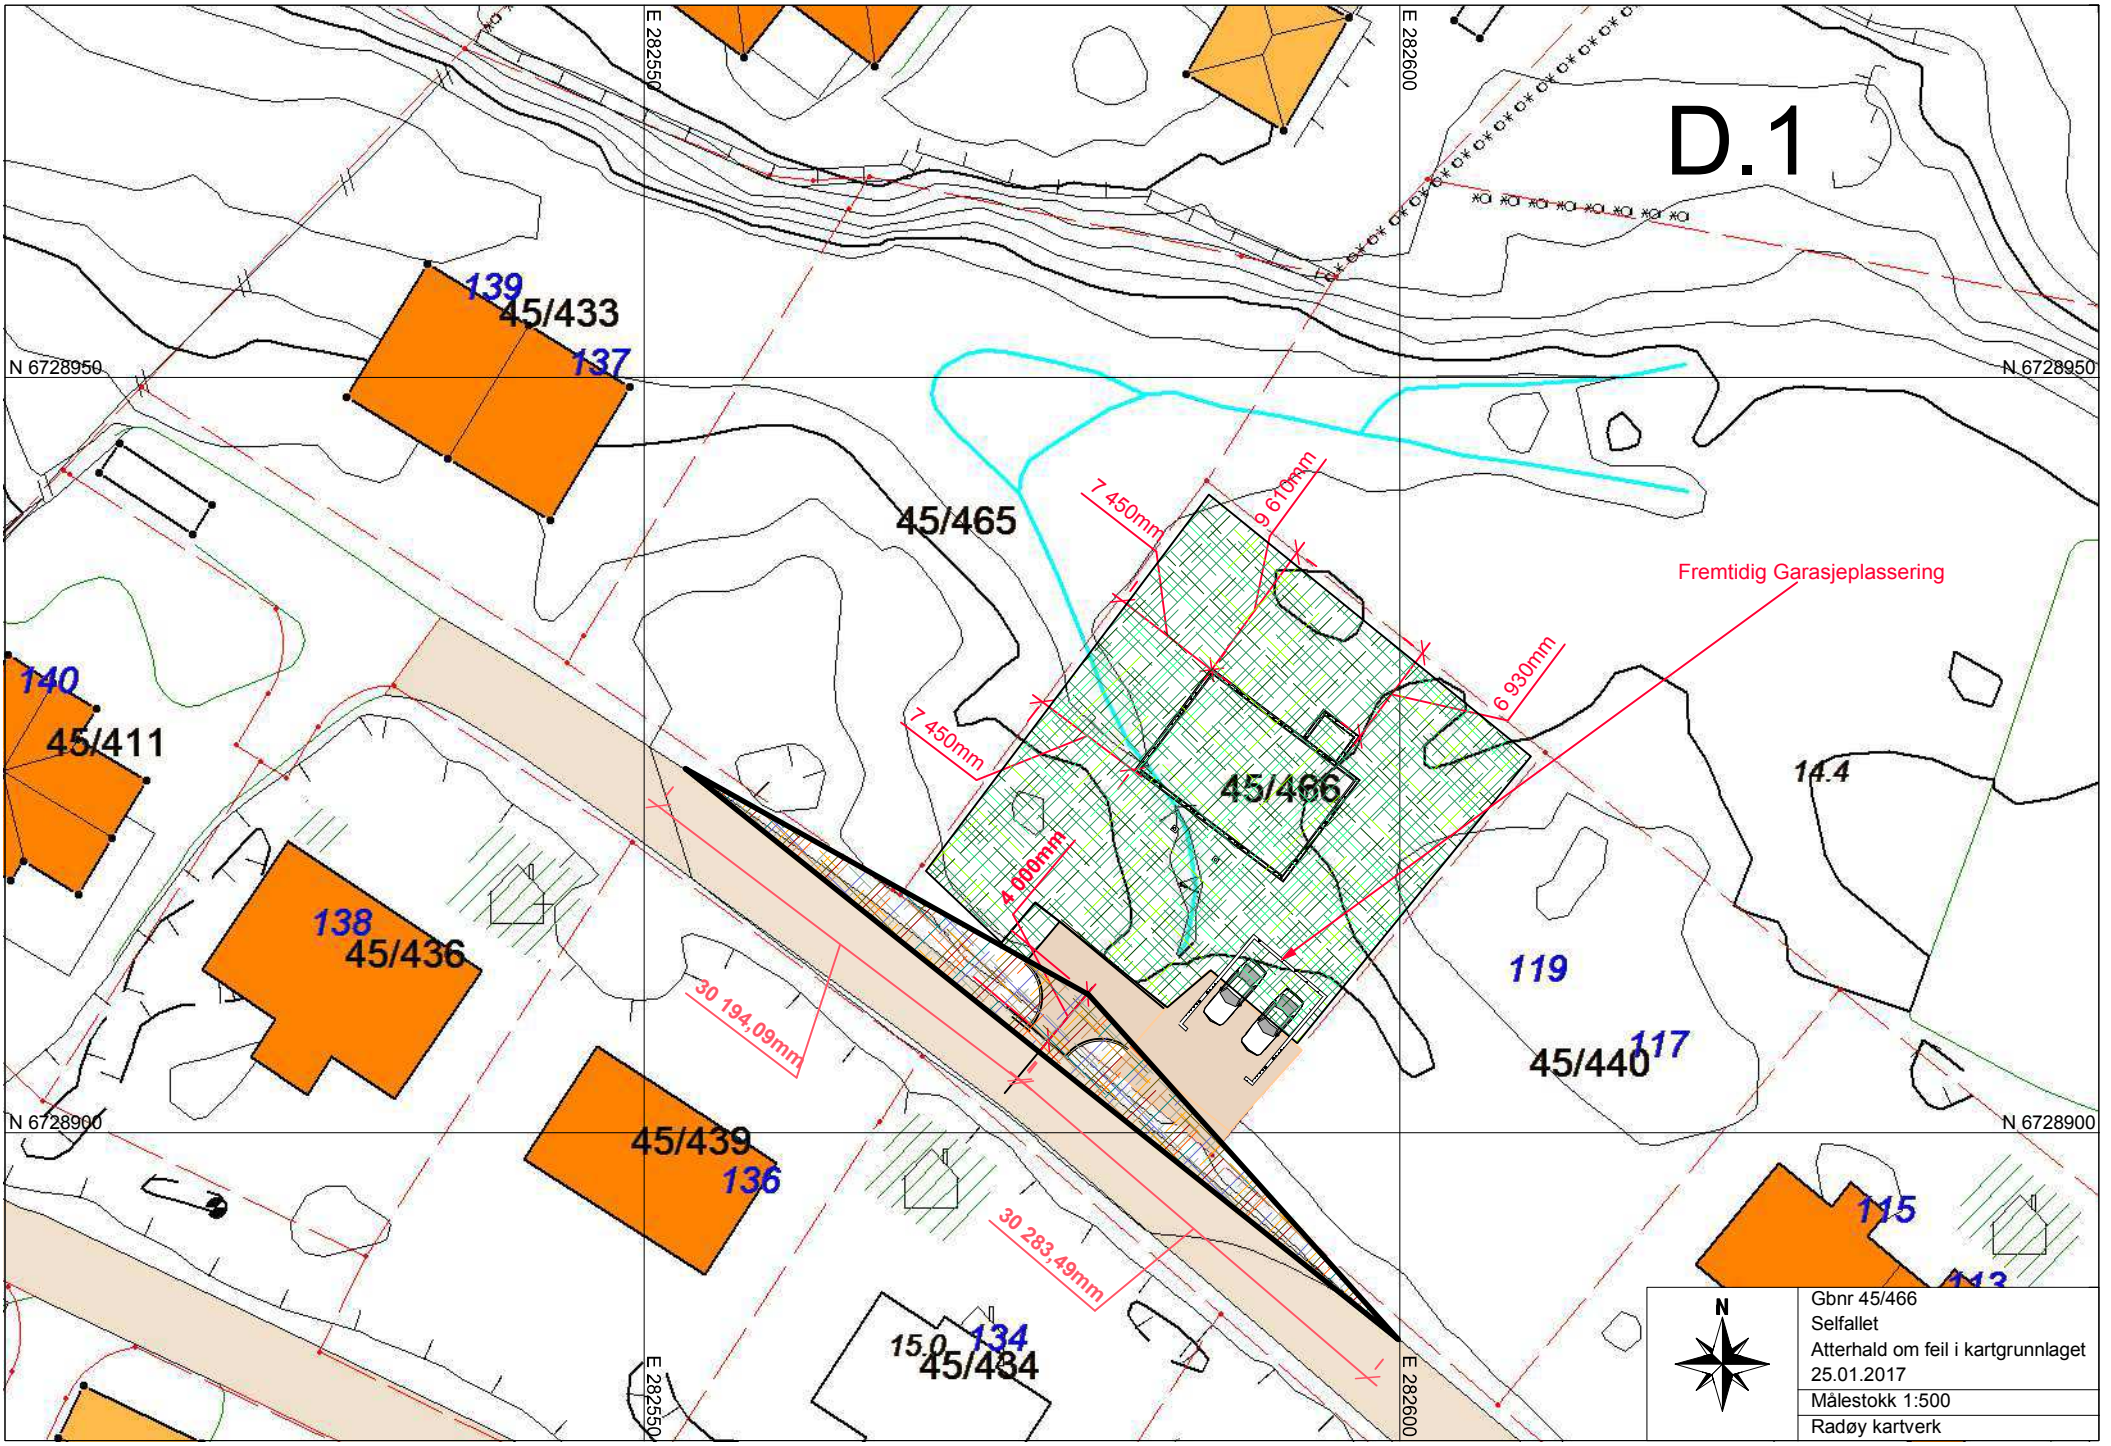 E 282550
E 282600
D.1
139
45/433
137
N 6728950
N 6728950
7 450mm
9 610mm
45/465
Fremtidig Garasjeplassering
6 930mm
140
45/411
7 450mm
45/466
14.4
4 000mm
138
45/436
119
30 194,09mm
117
45/440
N 6728900
N 6728900
45/439
136
115
30 283,49mm
113
15.0
134
45/434
E 282550
E 282600
N
Gbnr 45/466
Selfallet
Atterhald om feil i kartgrunnlaget
25.01.2017
Målestokk 1:500
Radøy kartverk